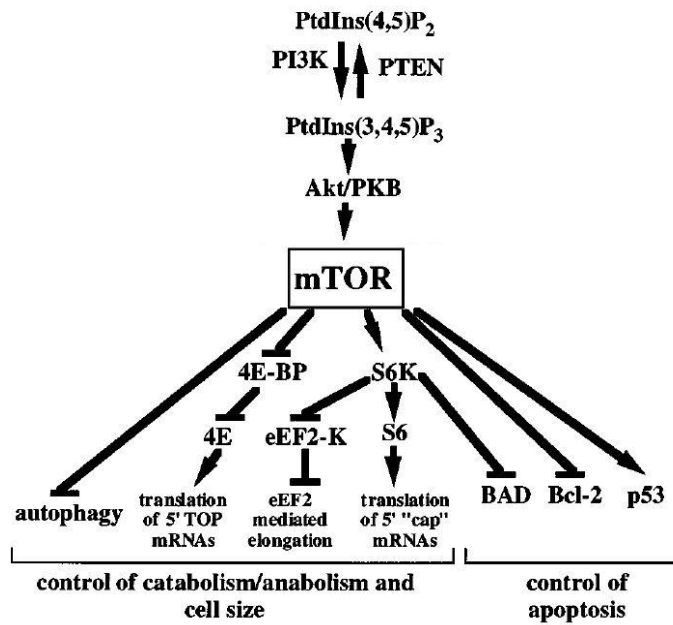 PtdIns(4,5)P2
PI3K PTEN
PtdIns(3,4,5)P3
Akt/PKB
mTOR
4E-BP S6K
4E eEF2-K S6
autophagy
translation
of 5' TOP
mRNAs
eEF2
mediated
elongation
translation
of 5' "cap"
mRNAs
BAD Bcl-2 p53
control of catabolism/anabolism and
cell size
control of
apoptosis